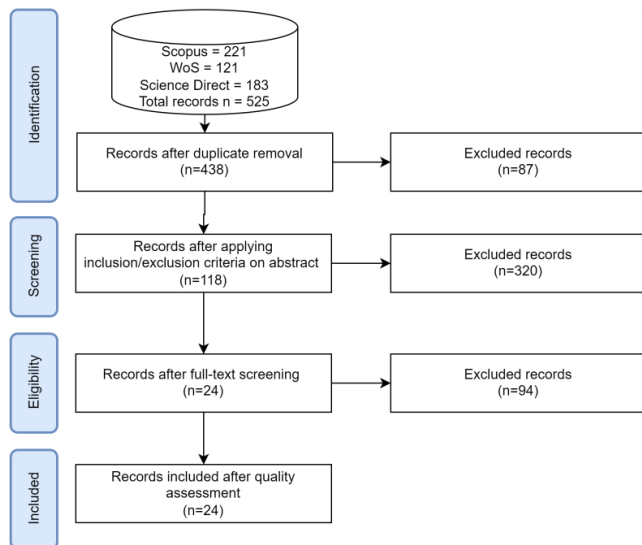 Identification
Scopus = 221
WoS = 121
Science Direct = 183
Total records n = 525
Records after duplicate removal
(n=438)
Excluded records
(n=87)
Screening
Records after applying
inclusion/exclusion criteria on abstract
(n=118)
Excluded records
(n=320)
Eligibility
Records after full-text screening
(n=24)
Excluded records
(n=94)
Included
Records included after quality
assessment
(n=24)